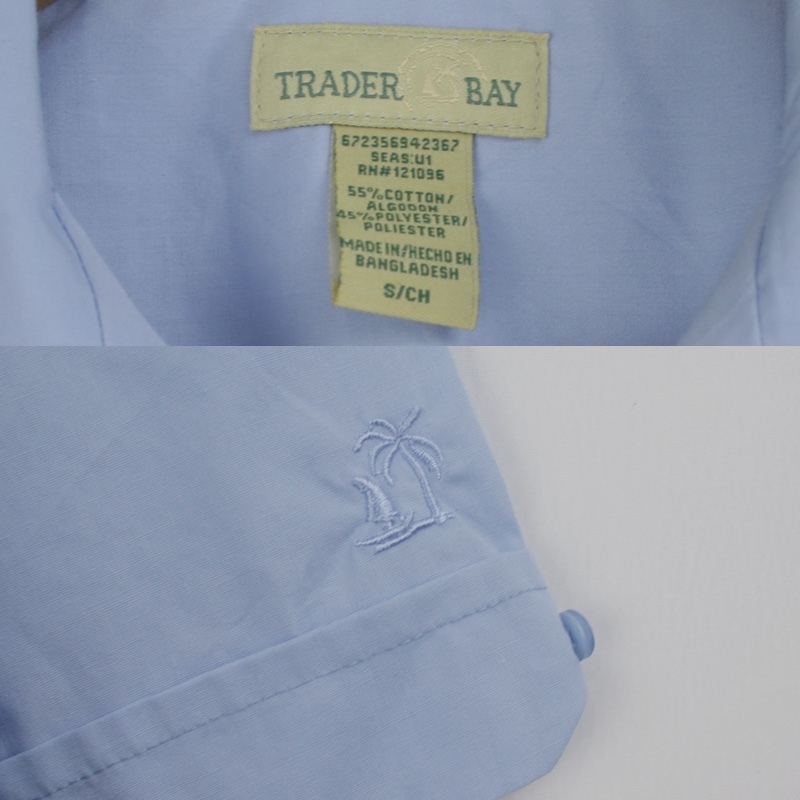 TRADER BAY
672356942367
SEAS:U1
RN#121096
55%COTTON/
ALGODON
45%POLYESTER/
POLIESTER
MADE IN/HECHO EN
BANGLADESH
S/CH